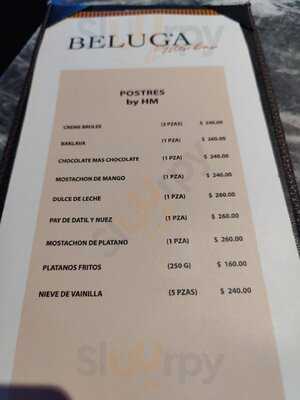 BELUGA
POSTRES
by HM
CREME BRULEE (3 PZAS) $ 240.00
BAKLAVA (1 PZA) $ 260.00
CHOCOLATE MAS CHOCOLATE (1 PZA) $ 240.00
MOSTACHON DE MANGO (1 PZA) $ 240.00
DULCE DE LECHE (1 PZA) $ 260.00
PAY DE DATIL Y NUEZ (1 PZA) $ 260.00
MOSTACHON DE PLATANO (1 PZA) $ 260.00
PLATANOS FRITOS (250 G) $ 160.00
NIEVE DE VAINILLA (5 PZAS) $ 240.00
sluurpy